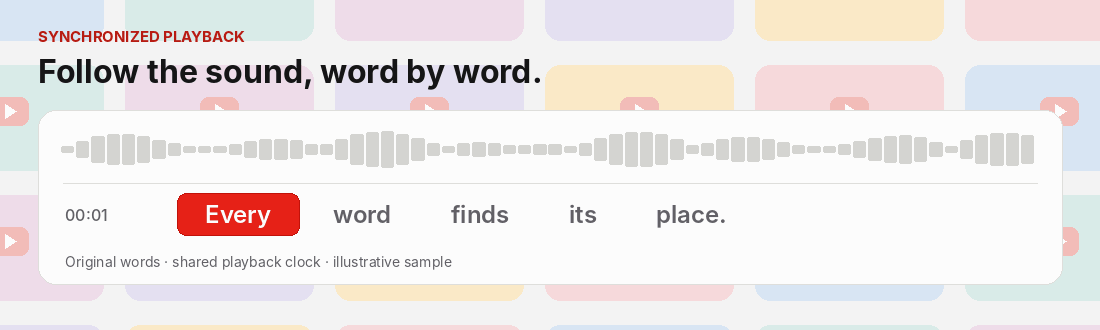 SYNCHRONIZED PLAYBACK
Follow the sound, word by word.
00:01 Every word finds its place.
Original words · shared playback clock · illustrative sample